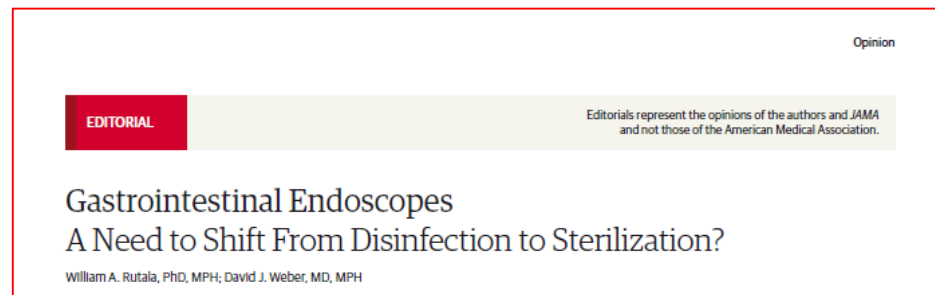 Opinion
EDITORIAL
Editorials represent the opinions of the authors and JAMA
and not those of the American Medical Association.
Gastrointestinal Endoscopes
A Need to Shift From Disinfection to Sterilization?
William A. Rutala, PhD, MPH; David J. Weber, MD, MPH